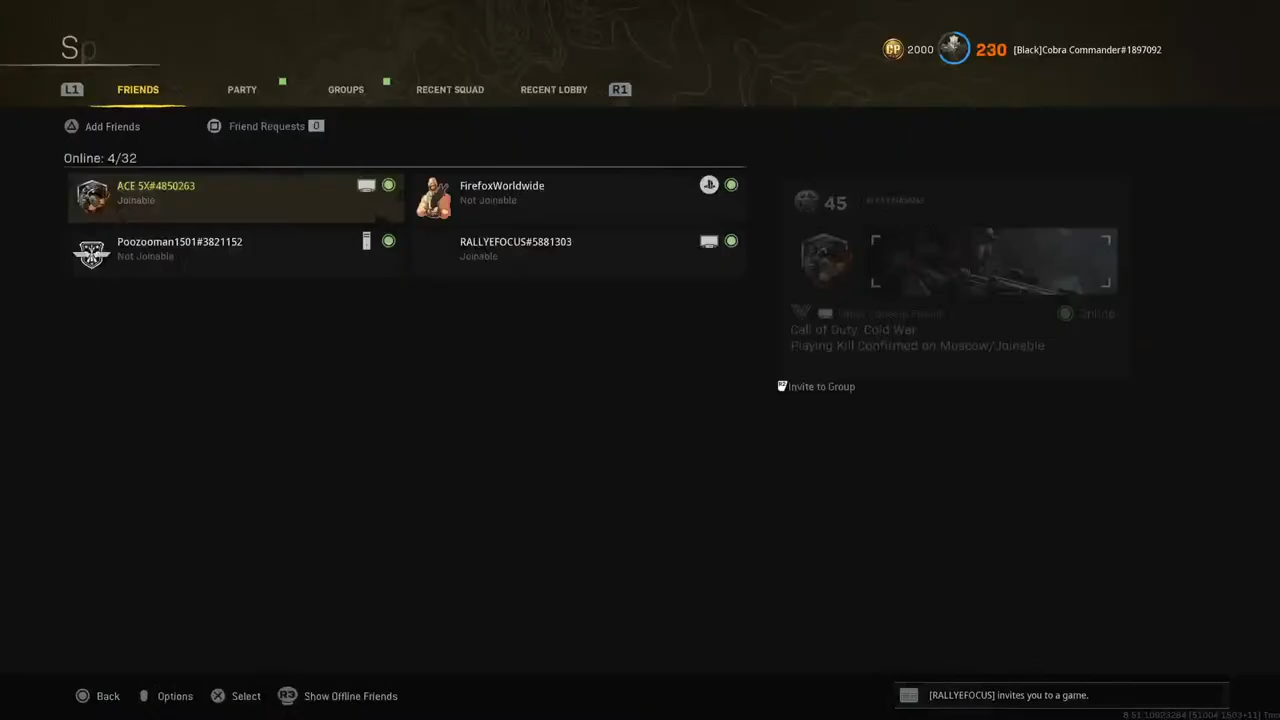 Sp
CP 2000 230 [Black]Cobra Commander#1897092
L1 FRIENDS PARTY GROUPS RECENT SQUAD RECENT LOBBY R1
Add Friends Friend Requests 0
Online: 4/32
ACE 5X#4850263
Joinable
FirefoxWorldwide
Not Joinable
Poozooman1501#3821152
Not Joinable
RALLYEFOCUS#5881303
Joinable
45
Online
Call of Duty: Cold War
Playing Kill Confirmed on Moscow/Joinable
Invite to Group
Back Options Select R3 Show Offline Friends
[RALLYEFOCUS] invites you to a game.